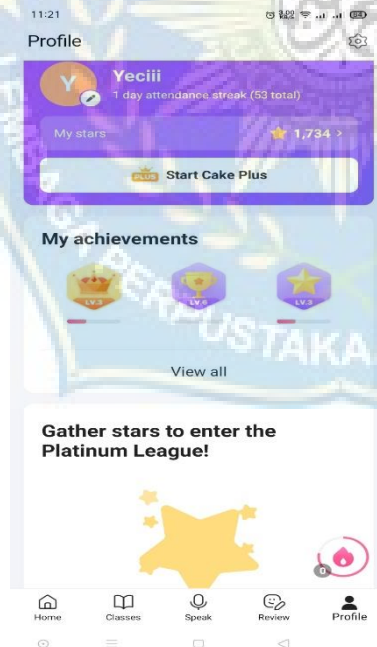 11:21
Profile
Y
Yeciii
1 day attendance streak (53 total)
My stars
1,734 >
PLUS Start Cake Plus
My achievements
LV.3
LV.6
LV.3
PERPUSTAKA
View all
Gather stars to enter the
Platinum League!
0
Home
Classes
Speak
Review
Profile